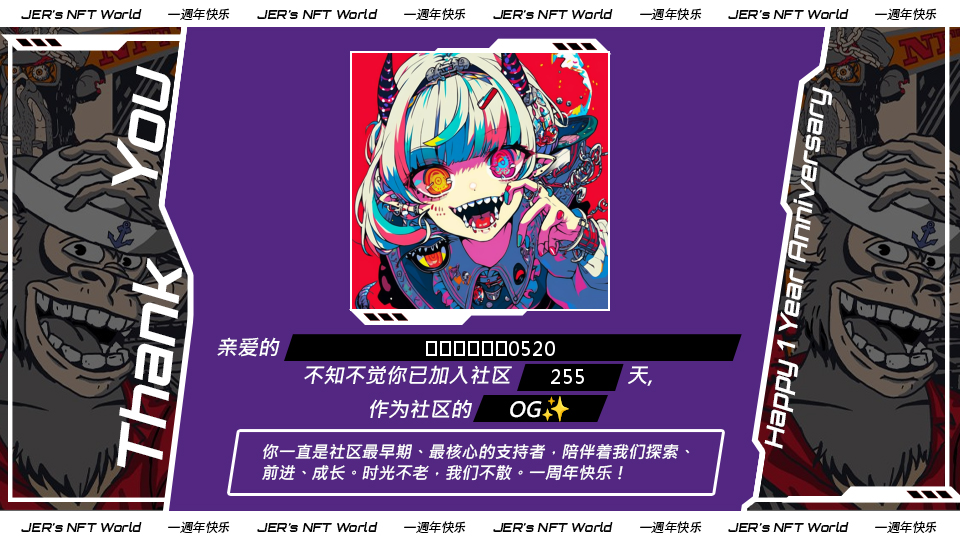 JER's NFT World 一週年快乐 JER's NFT World 一週年快乐 JER's NFT World 一週年快乐 JER's NFT World 一週年快乐
Thank You
Happy 1 Year Anniversary
亲爱的 □□□□□□0520
不知不觉你已加入社区 255 天,
作为社区的 OG✨
你一直是社区最早期、最核心的支持者，陪伴着我们探索、
前进、成长。时光不老，我们不散。一周年快乐！
JER's NFT World 一週年快乐 JER's NFT World 一週年快乐 JER's NFT World 一週年快乐 JER's NFT World 一週年快乐